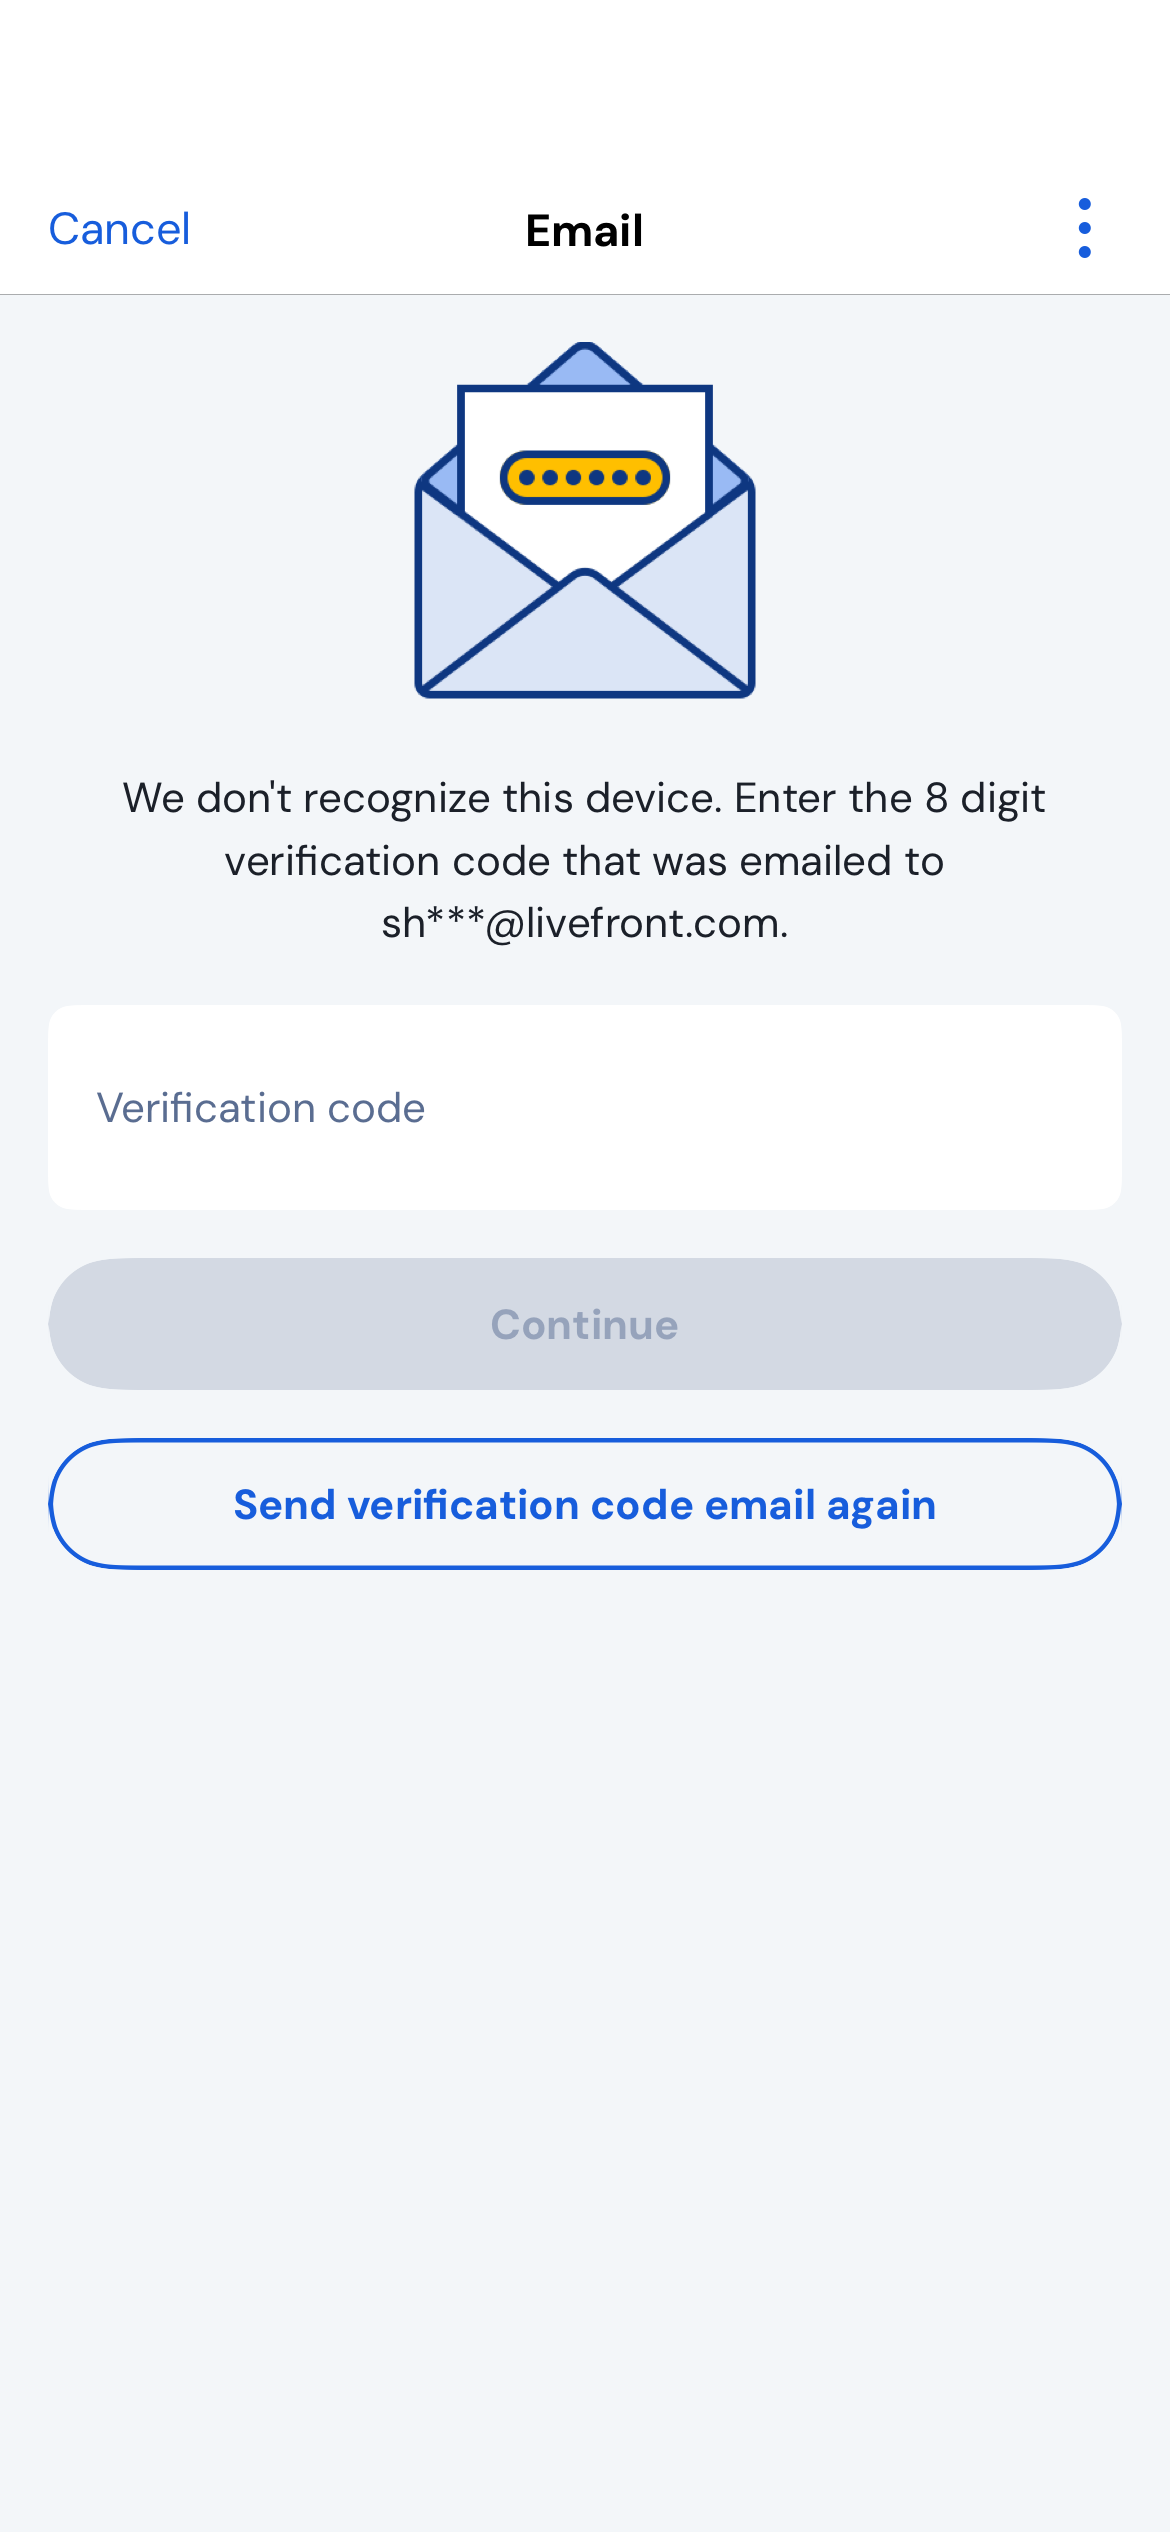 Cancel
Email
We don't recognize this device. Enter the 8 digit
verification code that was emailed to
sh***@livefront.com.
Verification code
Continue
Send verification code email again